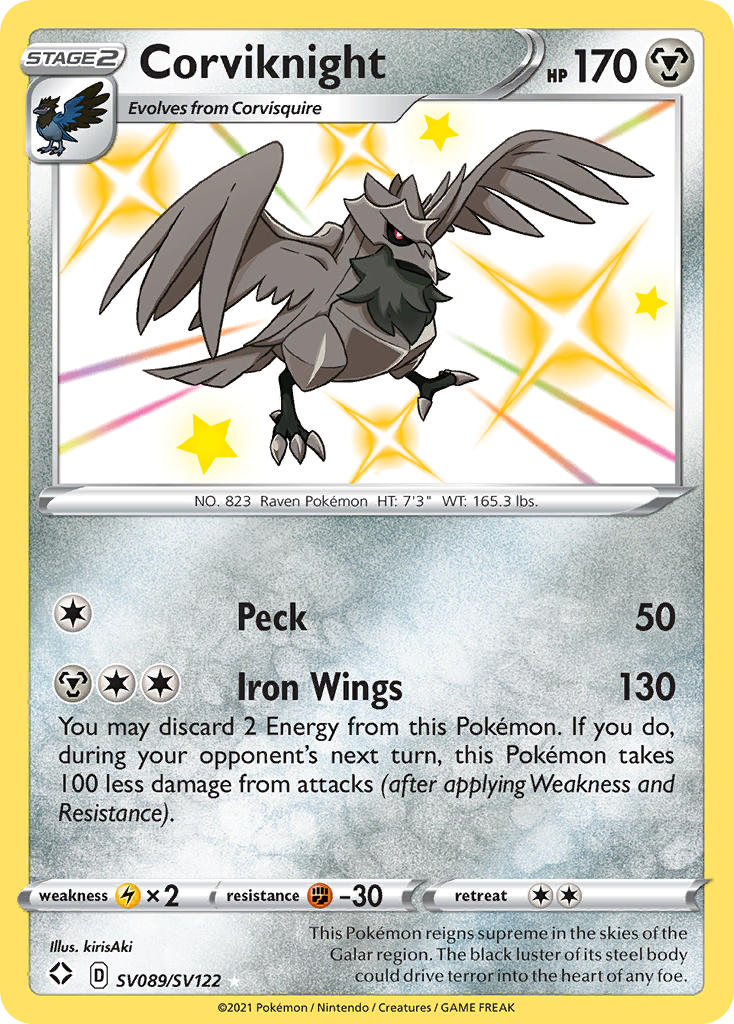 STAGE 2
Corviknight
HP 170
Evolves from Corvisquire
NO. 823 Raven Pokémon HT: 7'3" WT: 165.3 lbs.
Peck 50
Iron Wings 130
You may discard 2 Energy from this Pokémon. If you do,
during your opponent's next turn, this Pokémon takes
100 less damage from attacks (after applying Weakness and
Resistance).
weakness ×2 resistance -30 retreat
Illus. kirisAki
This Pokémon reigns supreme in the skies of the
Galar region. The black luster of its steel body
could drive terror into the heart of any foe.
D SV089/SV122
©2021 Pokémon / Nintendo / Creatures / GAME FREAK